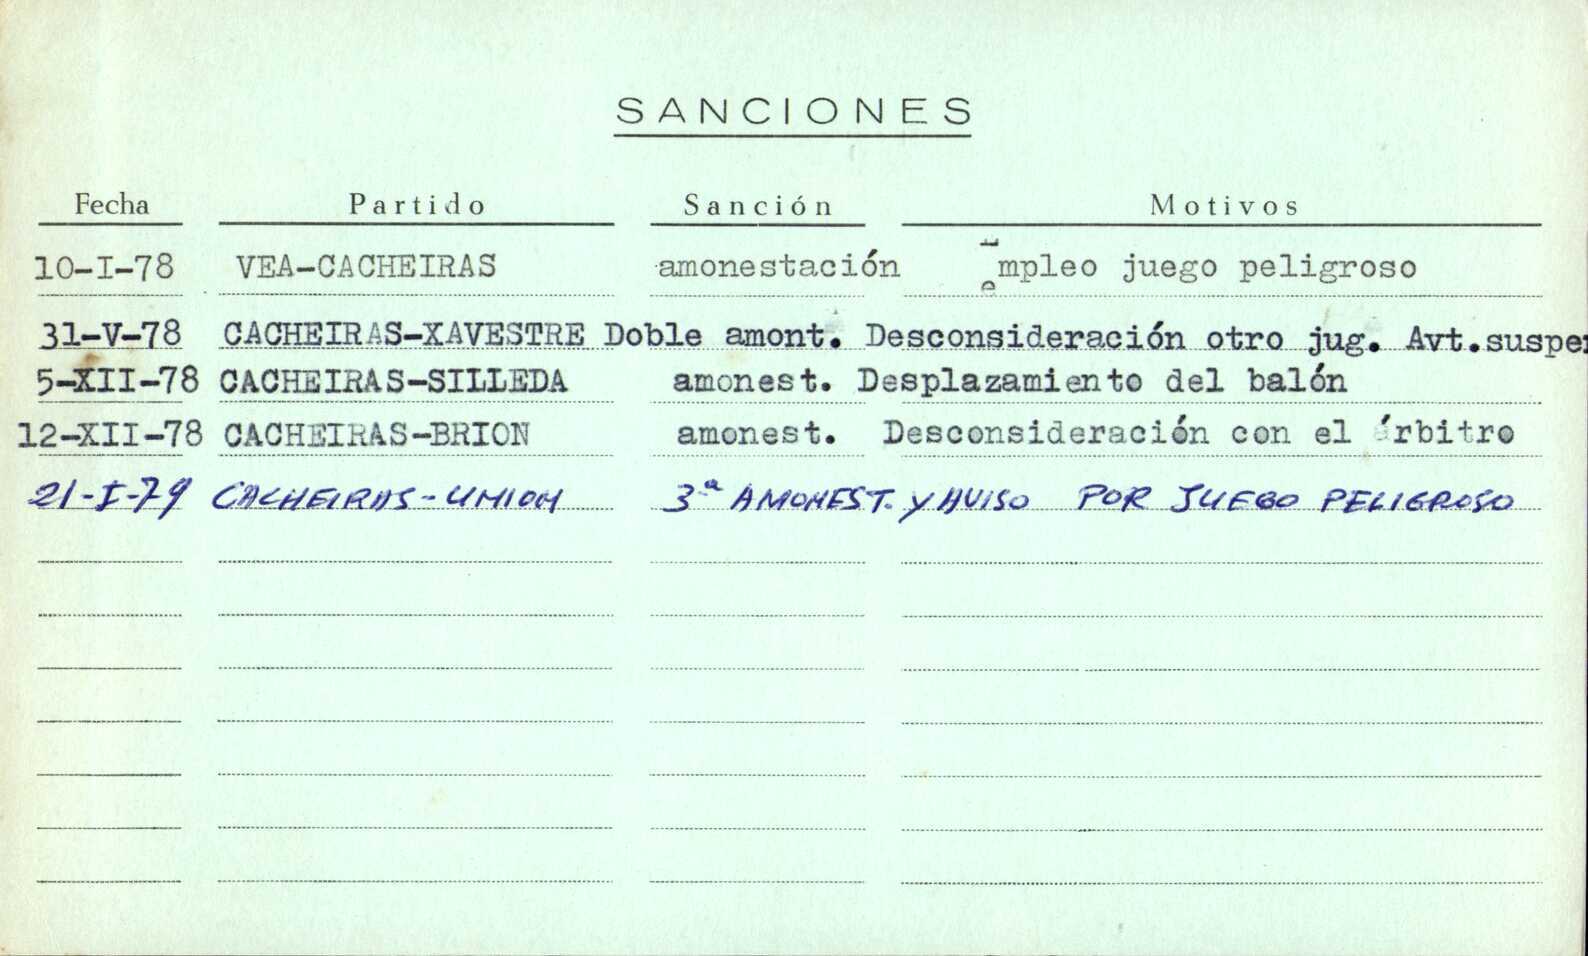 SANCIONES
Fecha Partido Sanción Motivos
10-I-78 VEA-CACHEIRAS amonestación empleo juego peligroso
31-V-78 CACHEIRAS-XAVESTRE Doble amont. Desconsideración otro jug. Avt.suspe
5-XII-78 CACHEIRAS-SILLEDA amonest. Desplazamiento del balón
12-XII-78 CACHEIRAS-BRION amonest. Desconsideración con el árbitro
21-I-79 CACHEIRAS-UNION 3ª AMONEST. Y AVISO POR JUEGO PELIGROSO